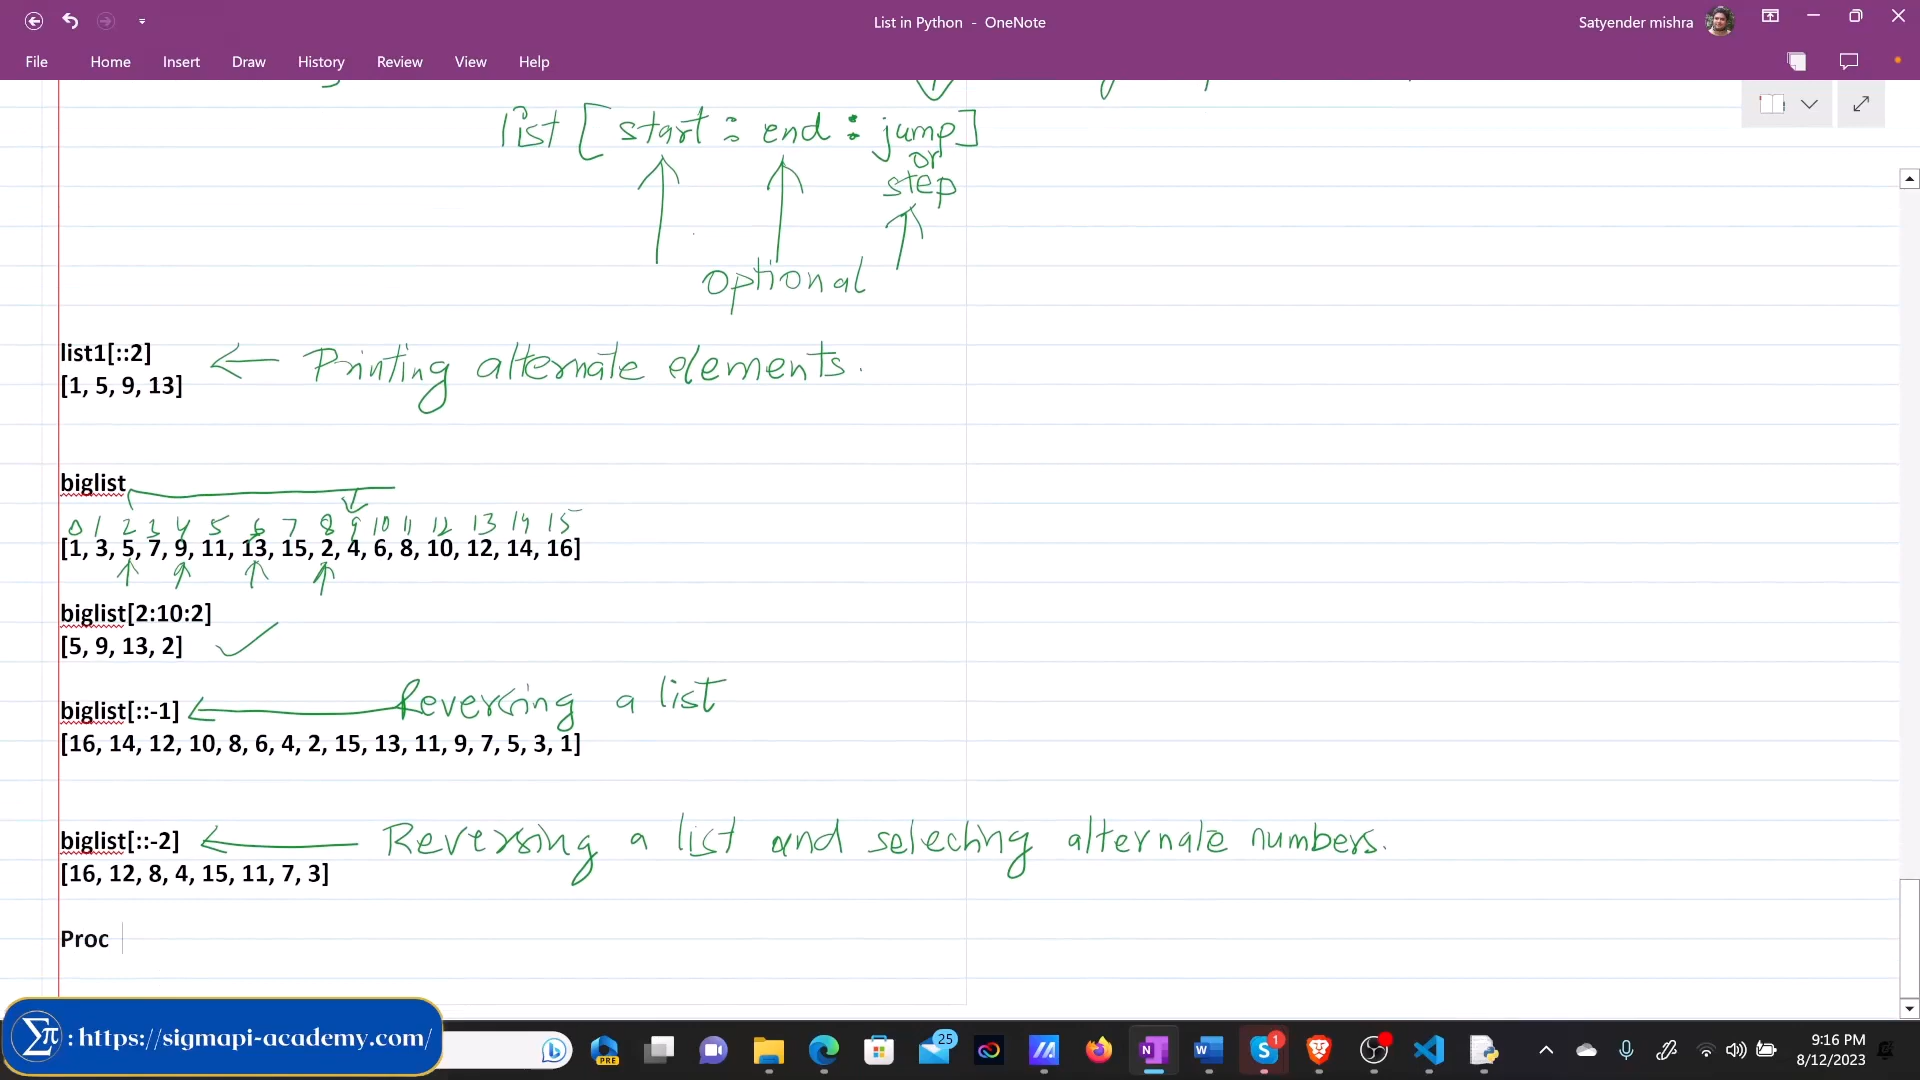 List in Python - OneNote
Satyender mishra
File Home Insert Draw History Review View Help
list [ start : end : jump ]
or
step
optional
list1[::2]
[1, 5, 9, 13]
← Printing alternate elements.
biglist
0 1 2 3 4 5 6 7 8 9 10 11 12 13 14 15
[1, 3, 5, 7, 9, 11, 13, 15, 2, 4, 6, 8, 10, 12, 14, 16]
biglist[2:10:2]
[5, 9, 13, 2]
biglist[::-1] ← Reversing a list
[16, 14, 12, 10, 8, 6, 4, 2, 15, 13, 11, 9, 7, 5, 3, 1]
biglist[::-2] ← Reversing a list and selecting alternate numbers.
[16, 12, 8, 4, 15, 11, 7, 3]
Proc
Σπ : https://sigmapi-academy.com/
PRE
25
N
W
S
1
9:16 PM
8/12/2023